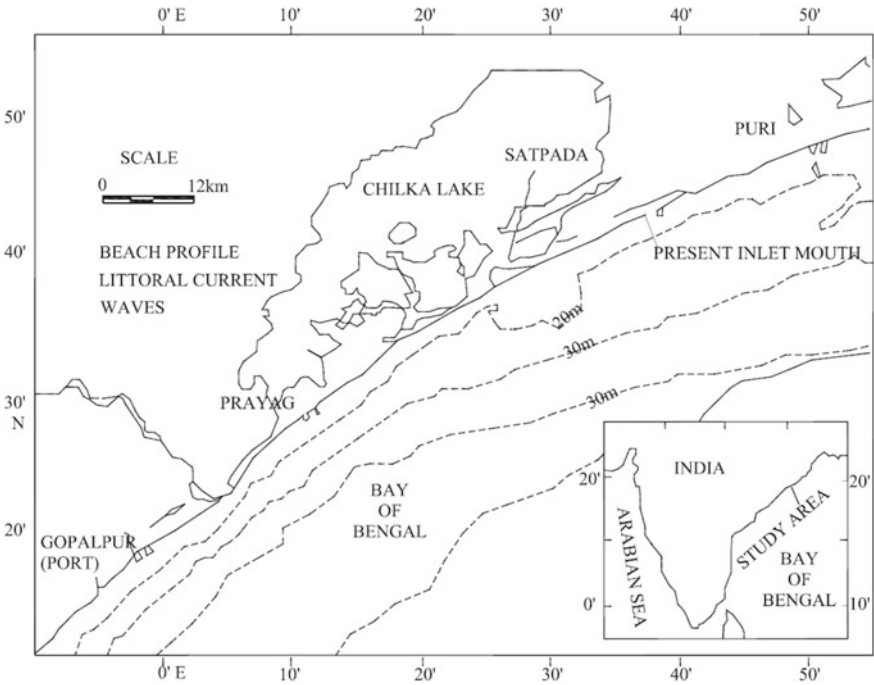 0' E
10'
20'
30'
40'
50'
50'
PURI
SCALE
SATPADA
0
12km
CHILKA LAKE
40'
BEACH PROFILE
PRESENT INLET MOUTH
LITTORAL CURRENT
WAVES
20m
30m
30'
N
PRAYAG
30m
INDIA
20'
20'
BAY
OF
BENGAL
ARABIAN SEA
STUDY AREA
20'
GOPALPUR
(PORT)
BAY
OF
BENGAL
0'
10'
0' E
10'
20'
30'
40'
50'